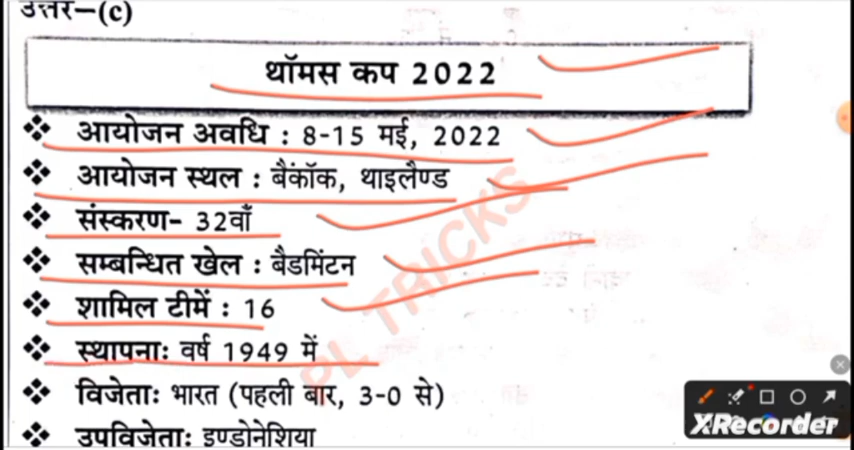 उत्तर–(c)
थॉमस कप 2022
❖ आयोजन अवधि : 8-15 मई, 2022
❖ आयोजन स्थल : बैंकॉक, थाइलैण्ड
❖ संस्करण- 32वाँ
❖ सम्बन्धित खेल : बैडमिंटन
❖ शामिल टीमें : 16
❖ स्थापनाः वर्ष 1949 में
❖ विजेताः भारत (पहली बार, 3-0 से)
❖ उपविजेताः इण्डोनेशिया
PL TRICKS
XRecorder